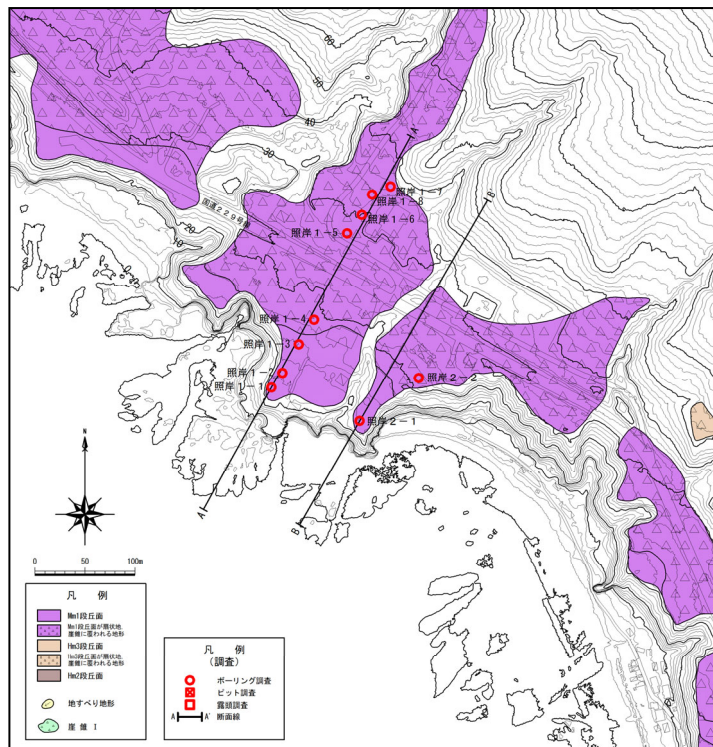 60
50
40
30
20
10
国道229号線
A'
B'
照岸1-7
照岸1-8
照岸1-6
照岸1-5
照岸1-4
照岸1-3
照岸1-2
照岸1-1
照岸2-2
照岸2-1
A
B
N
0 50 100m
凡 例
Mm1段丘面
Mm1段丘面が扇状地、
崖錐に覆われる地形
Hm3段丘面
Hm3段丘面が扇状地、
崖錐に覆われる地形
Hm2段丘面
地すべり地形
崖錐 I
凡 例
(調査)
ボーリング調査
ピット調査
露頭調査
A A' 断面線